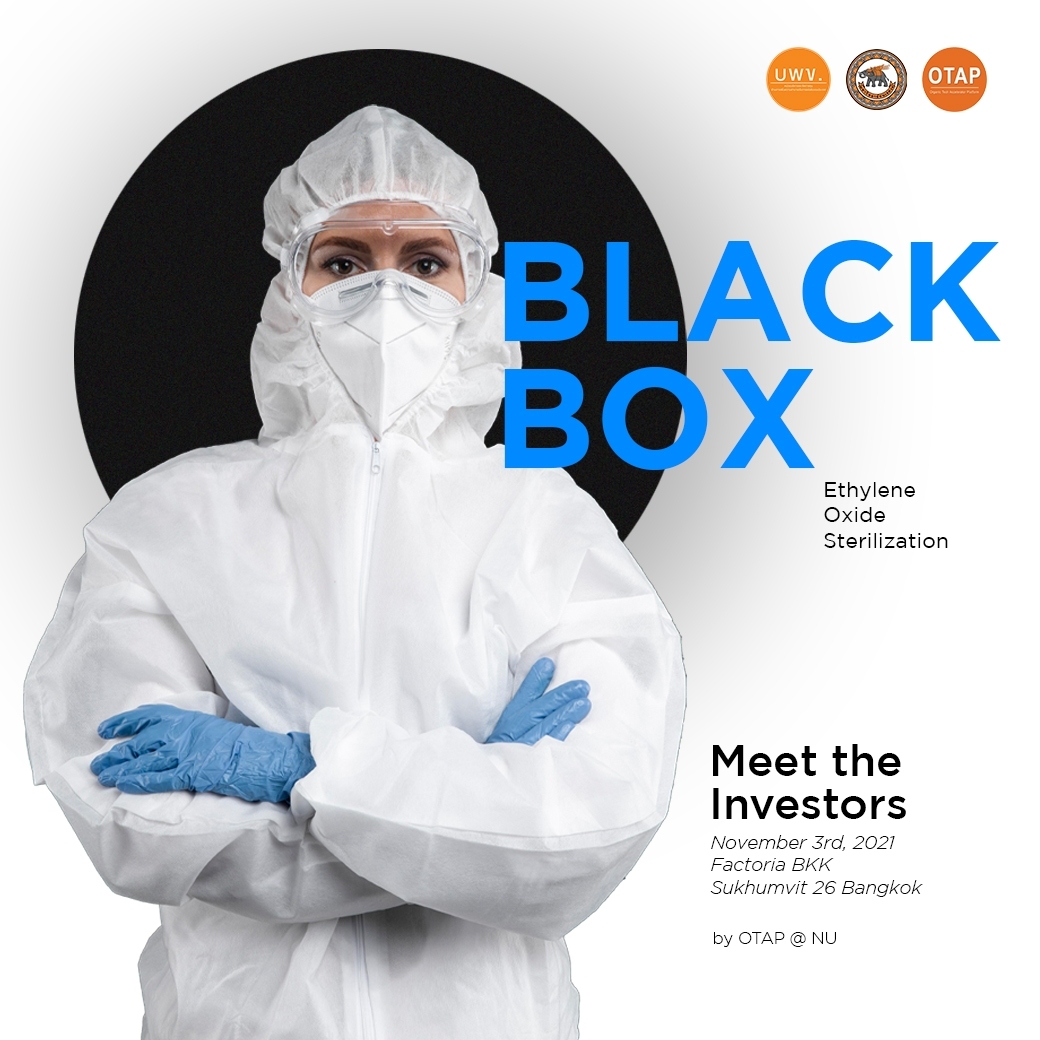 UWV.
OTAP
BLACK
BOX
Ethylene
Oxide
Sterilization
Meet the
Investors
November 3rd, 2021
Factoria BKK
Sukhumvit 26 Bangkok
by OTAP @ NU